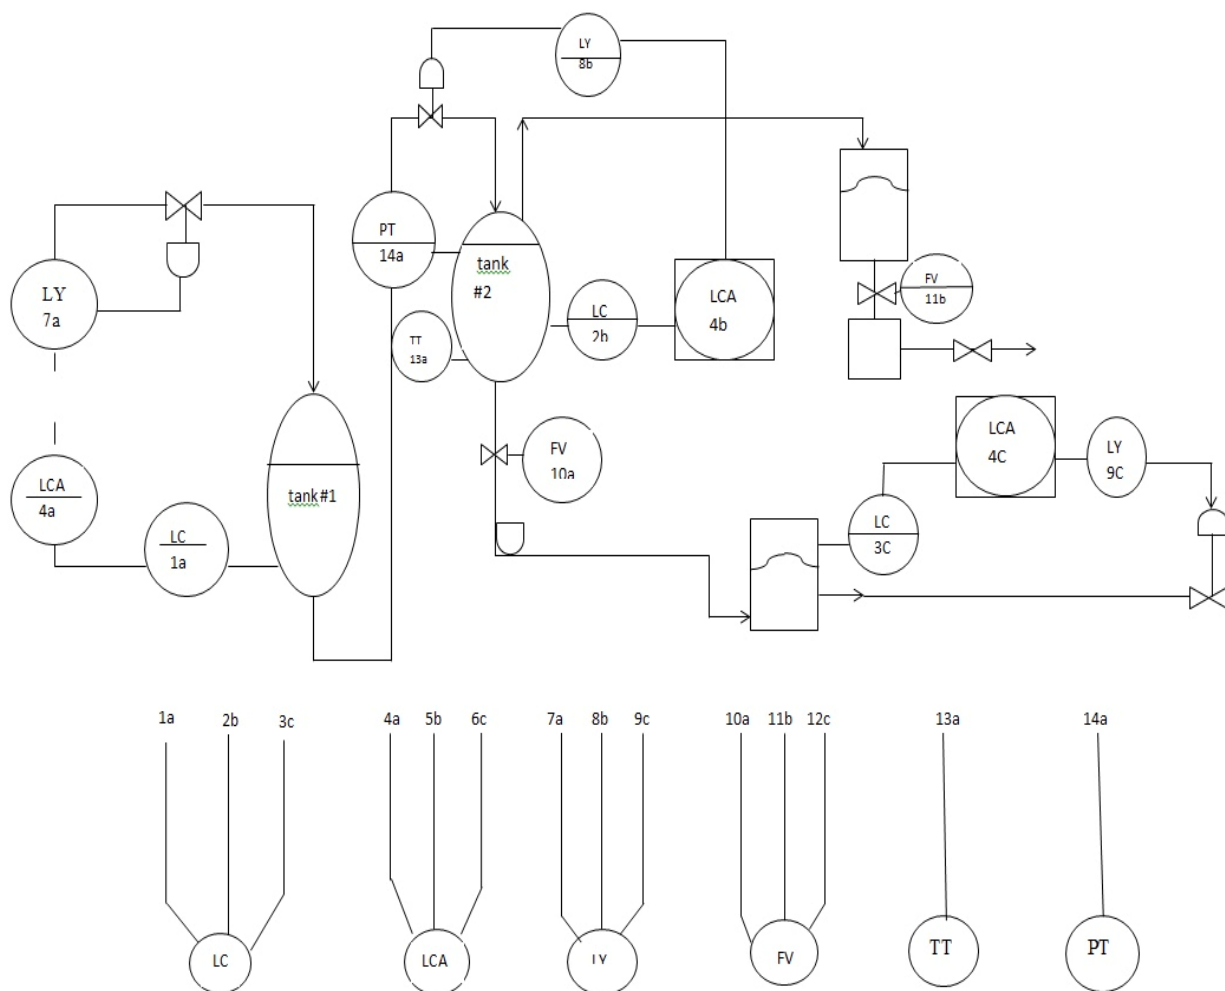 LY
8b
PT
14a
tank
#2
FV
11b
LY
7a
LC
2b
LCA
4b
TT
13a
LCA
4C
LY
9C
FV
10a
LCA
4a
tank#1
LC
1a
LC
3C
1a 2b 3c 4a 5b 6c 7a 8b 9c 10a 11b 12c 13a 14a
LC LCA LY FV TT PT